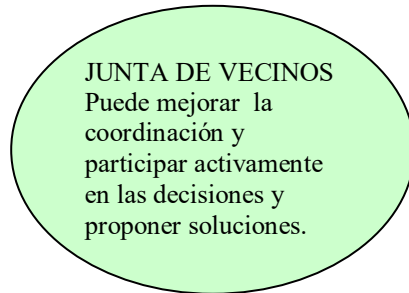 JUNTA DE VECINOS
Puede mejorar  la
coordinación y
participar activamente
en las decisiones y
proponer soluciones.